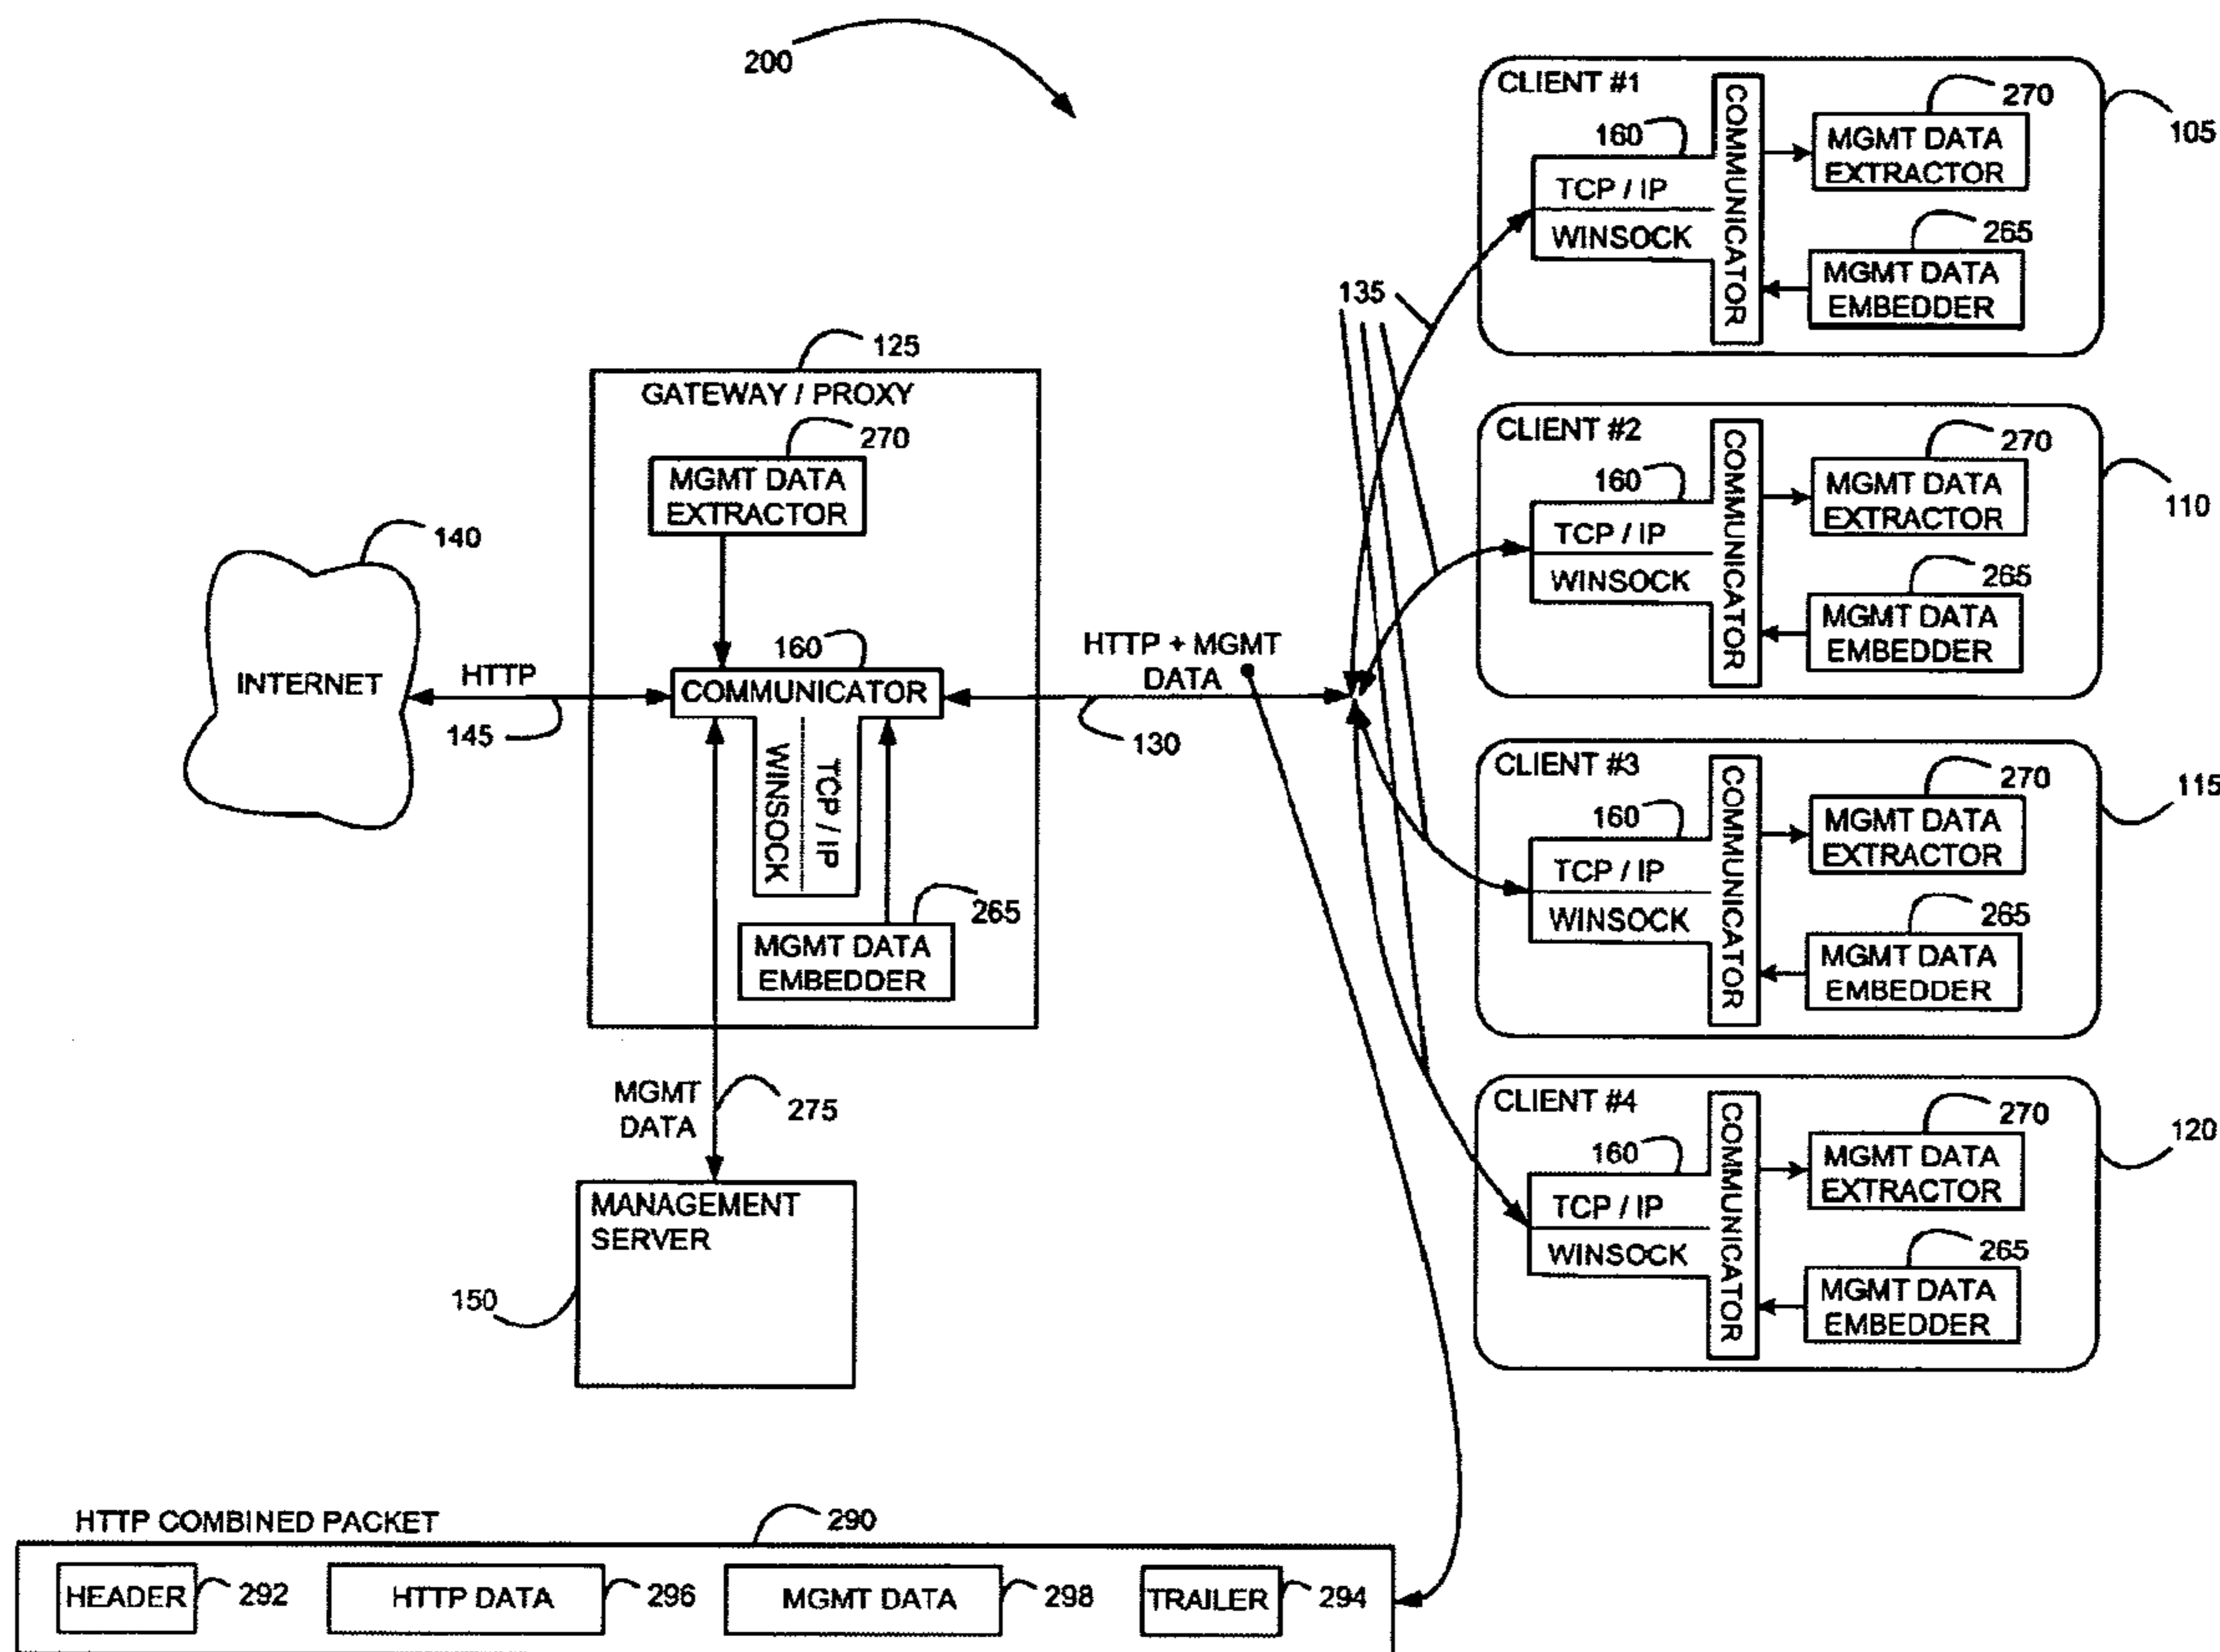 200
CLIENT #1
160
TCP / IP
WINSOCK
COMMUNICATOR
270
MGMT DATA
EXTRACTOR
265
MGMT DATA
EMBEDDER
105
135
125
GATEWAY / PROXY
270
MGMT DATA
EXTRACTOR
CLIENT #2
160
TCP / IP
WINSOCK
COMMUNICATOR
270
MGMT DATA
EXTRACTOR
265
MGMT DATA
EMBEDDER
110
140
INTERNET
HTTP
145
160
COMMUNICATOR
WINSOCK
TCP / IP
HTTP + MGMT
DATA
130
265
MGMT DATA
EMBEDDER
CLIENT #3
160
TCP / IP
WINSOCK
COMMUNICATOR
270
MGMT DATA
EXTRACTOR
265
MGMT DATA
EMBEDDER
115
MGMT
DATA
275
MANAGEMENT
SERVER
150
CLIENT #4
160
TCP / IP
WINSOCK
COMMUNICATOR
270
MGMT DATA
EXTRACTOR
265
MGMT DATA
EMBEDDER
120
HTTP COMBINED PACKET
290
HEADER
292
HTTP DATA
296
MGMT DATA
298
TRAILER
294